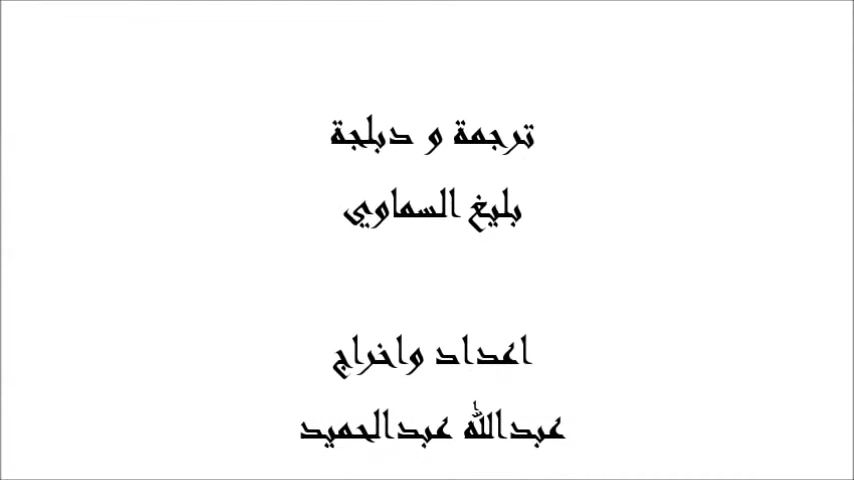 ترجمة و دبلجة
بليغ السماوي
اعداد واخراج
عبدالله عبدالحميد